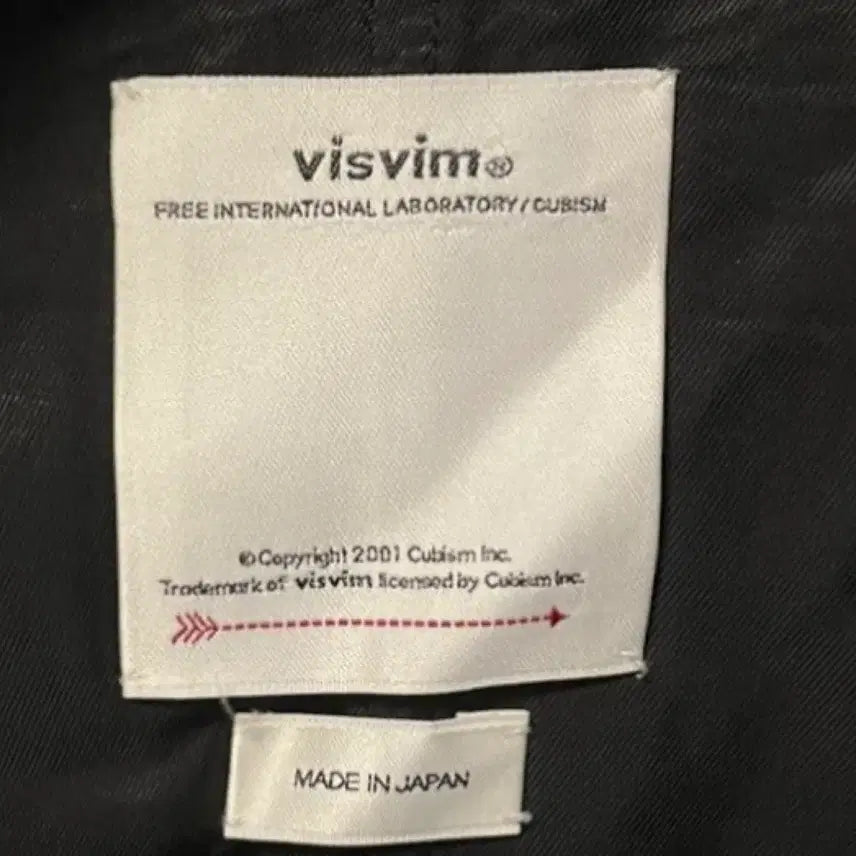 visvim®
FREE INTERNATIONAL LABORATORY / CUBISM
© Copyright 2001 Cubism Inc.
Trademark of visvim licensed by Cubism Inc.
MADE IN JAPAN